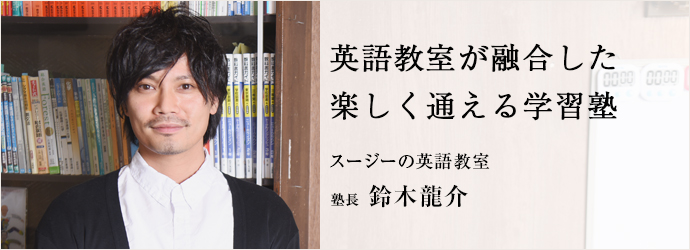 英語教室が融合した
楽しく通える学習塾
スージーの英語教室
塾長 鈴木龍介